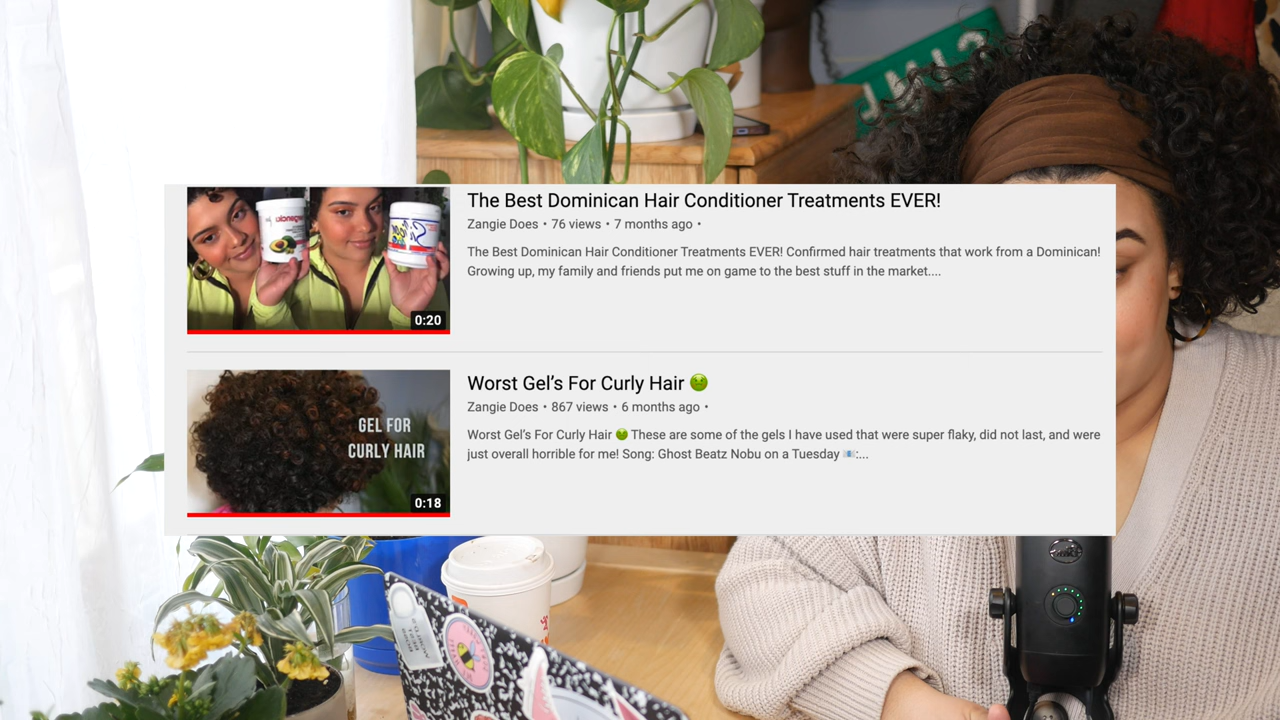 The Best Dominican Hair Conditioner Treatments EVER!
Zangie Does • 76 views • 7 months ago •
The Best Dominican Hair Conditioner Treatments EVER! Confirmed hair treatments that work from a Dominican!
Growing up, my family and friends put me on game to the best stuff in the market....
0:20
Worst Gel's For Curly Hair 🤢
Zangie Does • 867 views • 6 months ago •
Worst Gel's For Curly Hair 🤢 These are some of the gels I have used that were super flaky, did not last, and were
just overall horrible for me! Song: Ghost Beatz Nobu on a Tuesday 📧:...
GEL FOR
CURLY HAIR
0:18